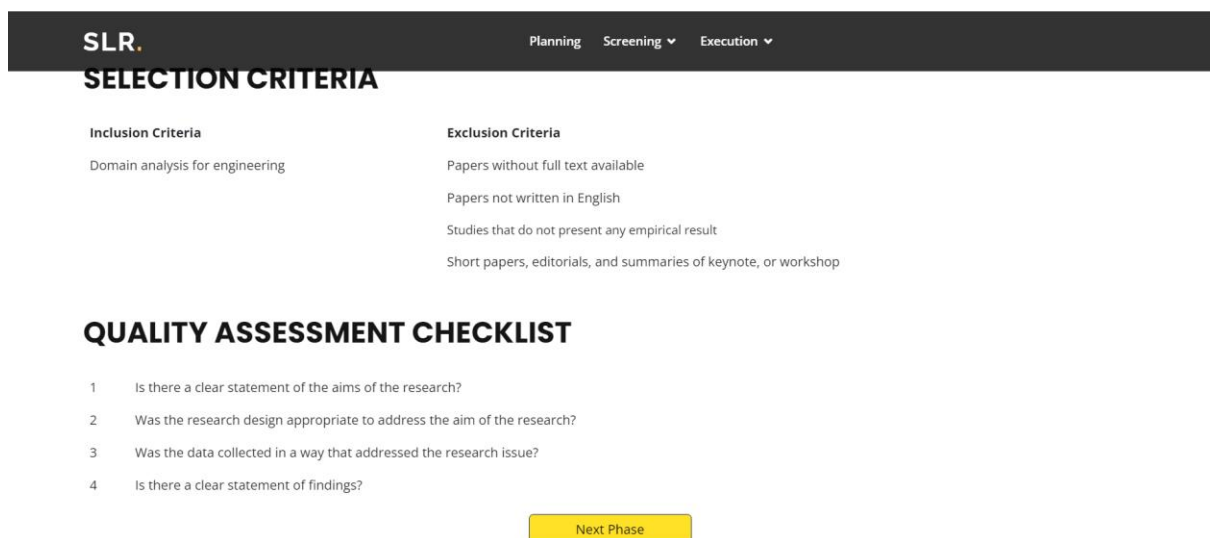 SLR.
Planning Screening Execution
SELECTION CRITERIA
Inclusion Criteria
Domain analysis for engineering
Exclusion Criteria
Papers without full text available
Papers not written in English
Studies that do not present any empirical result
Short papers, editorials, and summaries of keynote, or workshop
QUALITY ASSESSMENT CHECKLIST
1 Is there a clear statement of the aims of the research?
2 Was the research design appropriate to address the aim of the research?
3 Was the data collected in a way that addressed the research issue?
4 Is there a clear statement of findings?
Next Phase